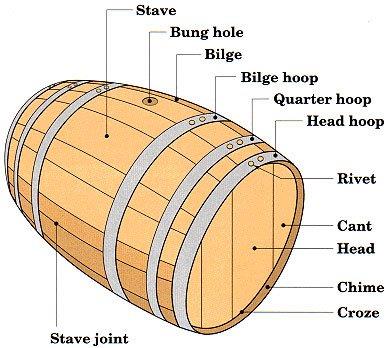 Stave
Bung hole
Bilge
Bilge hoop
Quarter hoop
Head hoop
Rivet
Cant
Head
Chime
Croze
Stave joint